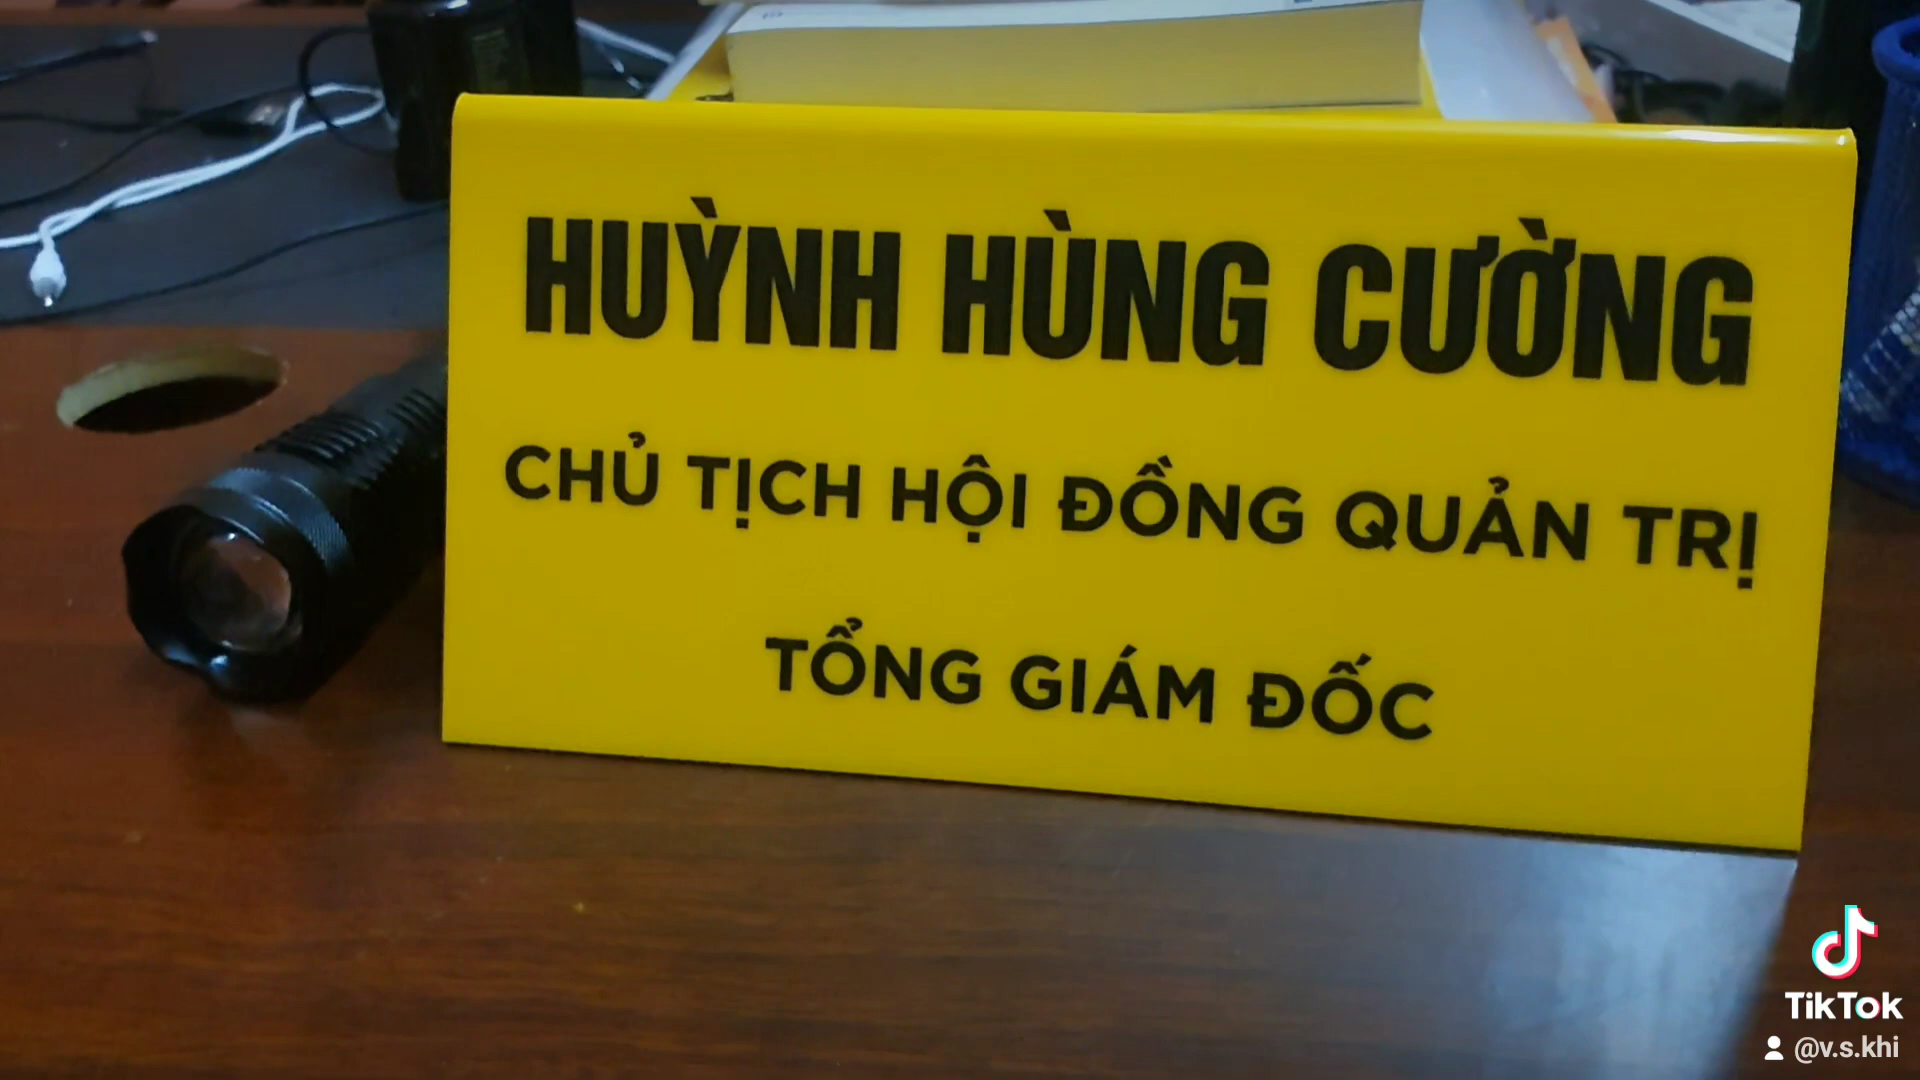 HUỲNH HÙNG CƯỜNG
CHỦ TỊCH HỘI ĐỒNG QUẢN TRỊ
TỔNG GIÁM ĐỐC
TikTok
@v.s.khi